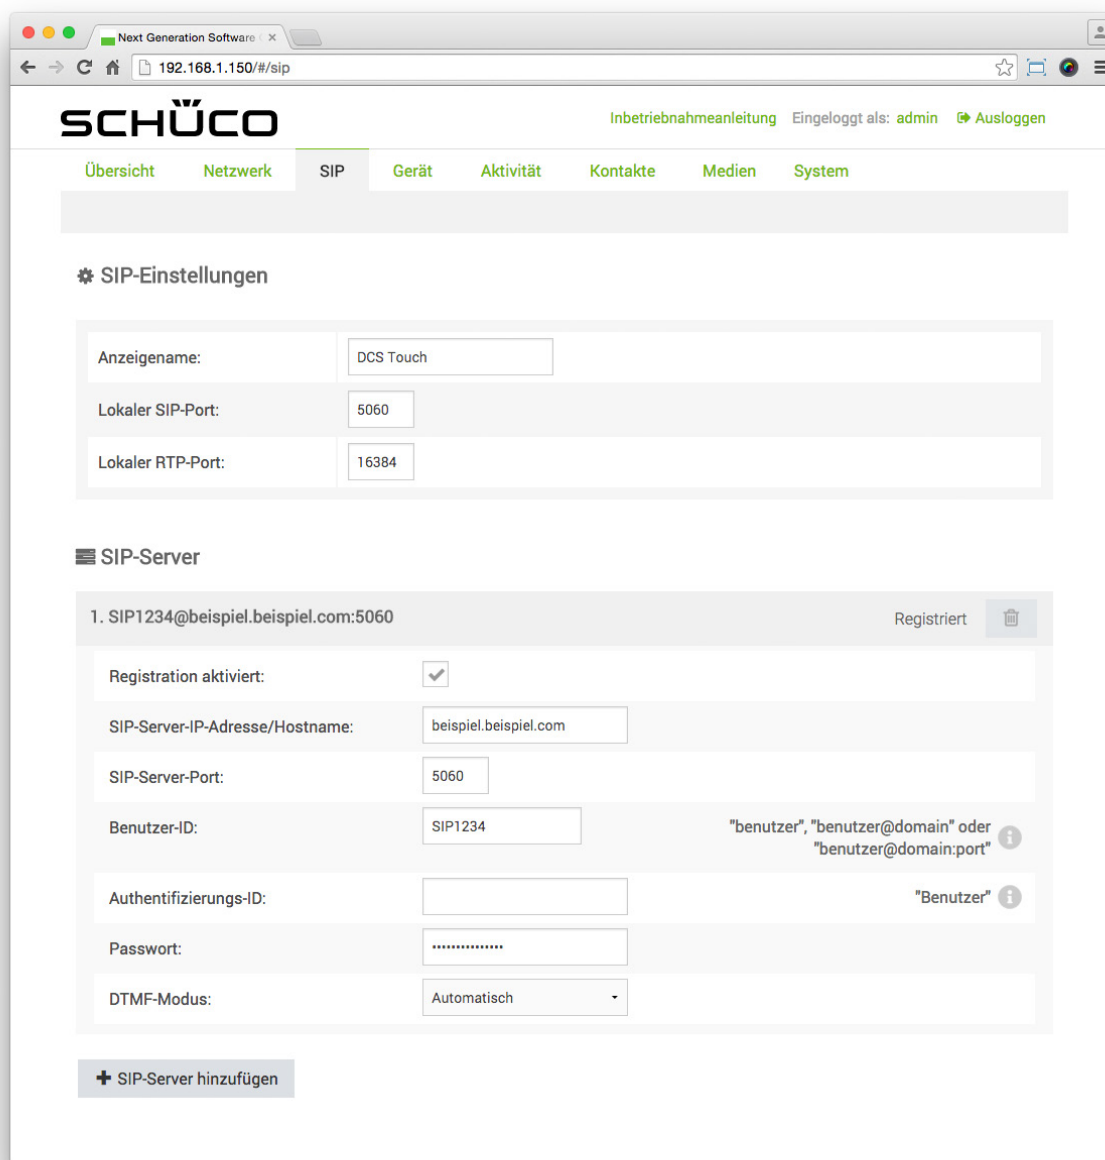 Next Generation Software
192.168.1.150/#/sip
SCHÜCO
Inbetriebnahmeanleitung Eingeloggt als: admin Ausloggen
Übersicht Netzwerk SIP Gerät Aktivität Kontakte Medien System
SIP-Einstellungen
Anzeigename: DCS Touch
Lokaler SIP-Port: 5060
Lokaler RTP-Port: 16384
SIP-Server
1. SIP1234@beispiel.beispiel.com:5060 Registriert
Registration aktiviert:
SIP-Server-IP-Adresse/Hostname: beispiel.beispiel.com
SIP-Server-Port: 5060
Benutzer-ID: SIP1234 "benutzer", "benutzer@domain" oder
"benutzer@domain:port"
Authentifizierungs-ID: "Benutzer"
Passwort: •••••••••••••••
DTMF-Modus: Automatisch
SIP-Server hinzufügen